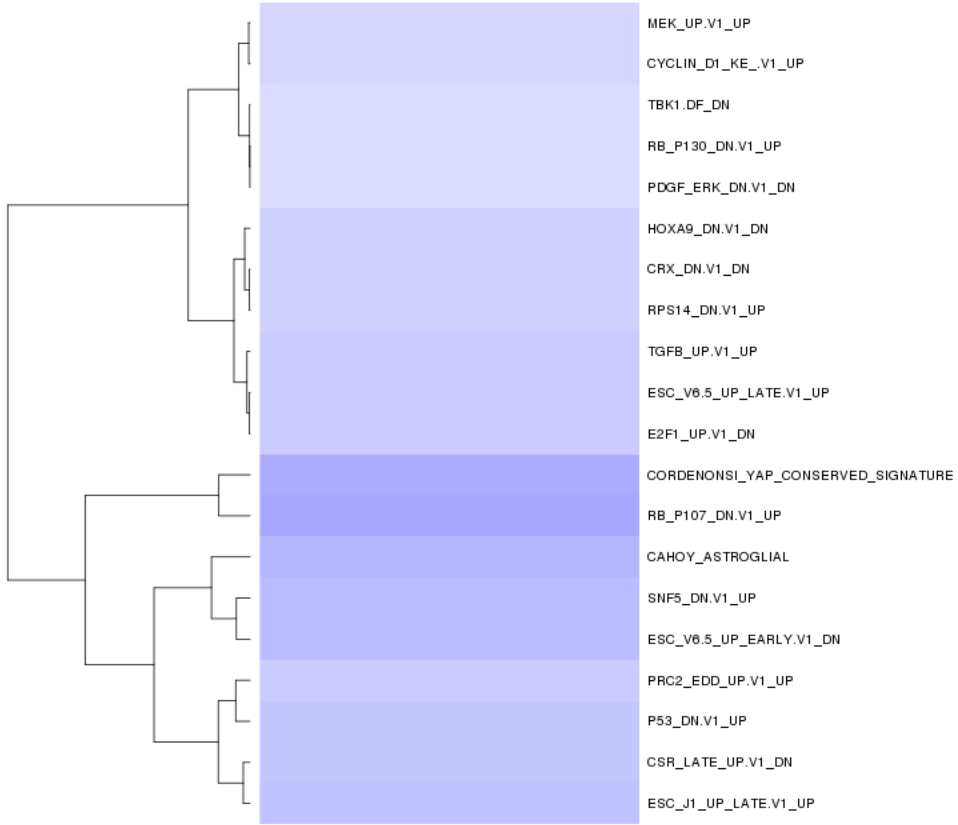 MEK_UP.V1_UP
CYCLIN_D1_KE_.V1_UP
TBK1.DF_DN
RB_P130_DN.V1_UP
PDGF_ERK_DN.V1_DN
HOXA9_DN.V1_DN
CRX_DN.V1_DN
RPS14_DN.V1_UP
TGFB_UP.V1_UP
ESC_V6.5_UP_LATE.V1_UP
E2F1_UP.V1_DN
CORDENONSI_YAP_CONSERVED_SIGNATURE
RB_P107_DN.V1_UP
CAHOY_ASTROGLIAL
SNF5_DN.V1_UP
ESC_V6.5_UP_EARLY.V1_DN
PRC2_EDD_UP.V1_UP
P53_DN.V1_UP
CSR_LATE_UP.V1_DN
ESC_J1_UP_LATE.V1_UP